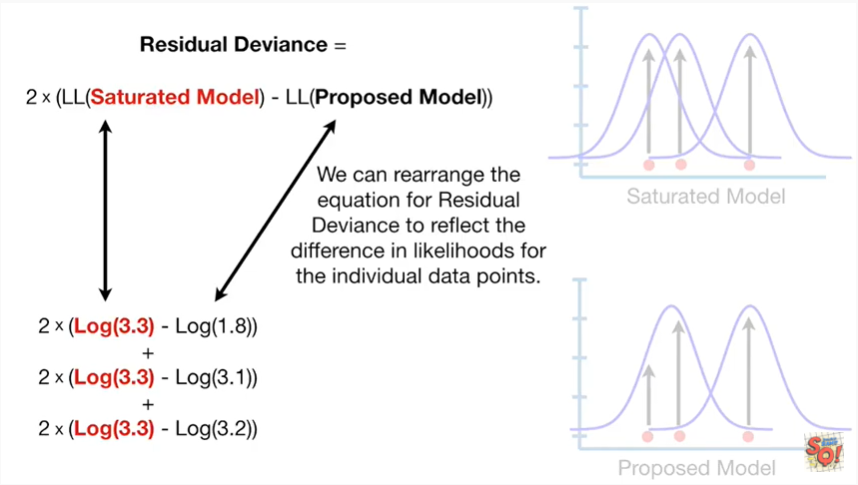 Residual Deviance =
2 × (LL(Saturated Model) - LL(Proposed Model))
We can rearrange the
equation for Residual
Deviance to reflect the
difference in likelihoods for
the individual data points.
2 × (Log(3.3) - Log(1.8))
+
2 × (Log(3.3) - Log(3.1))
+
2 × (Log(3.3) - Log(3.2))
Saturated Model
Proposed Model
SQ!